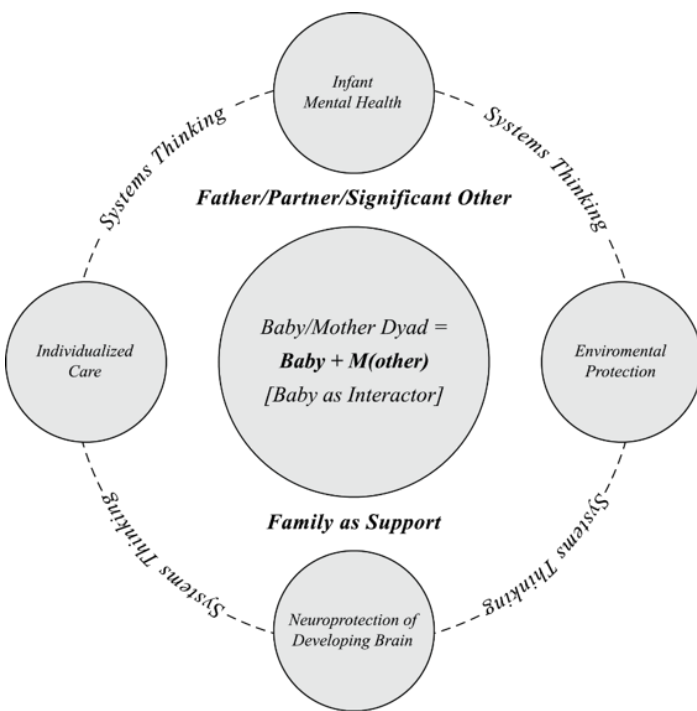 Infant
Mental Health
Systems Thinking
Systems Thinking
Father/Partner/Significant Other
Baby/Mother Dyad =
Baby + M(other)
[Baby as Interactor]
Individualized
Care
Enviromental
Protection
Family as Support
Systems Thinking
Systems Thinking
Neuroprotection of
Developing Brain